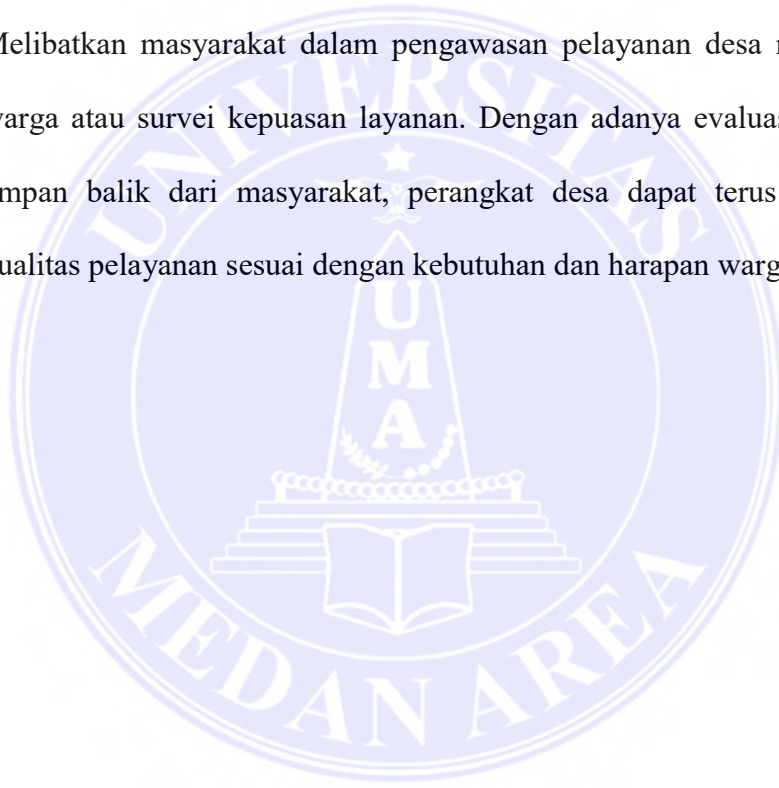 Melibatkan masyarakat dalam pengawasan pelayanan desa
warga atau survei kepuasan layanan. Dengan adanya
balik dari masyarakat, perangkat desa dapat terus
kualitas pelayanan sesuai dengan kebutuhan dan harapan
UNIVERSITAS
UMA
MEDAN AREA